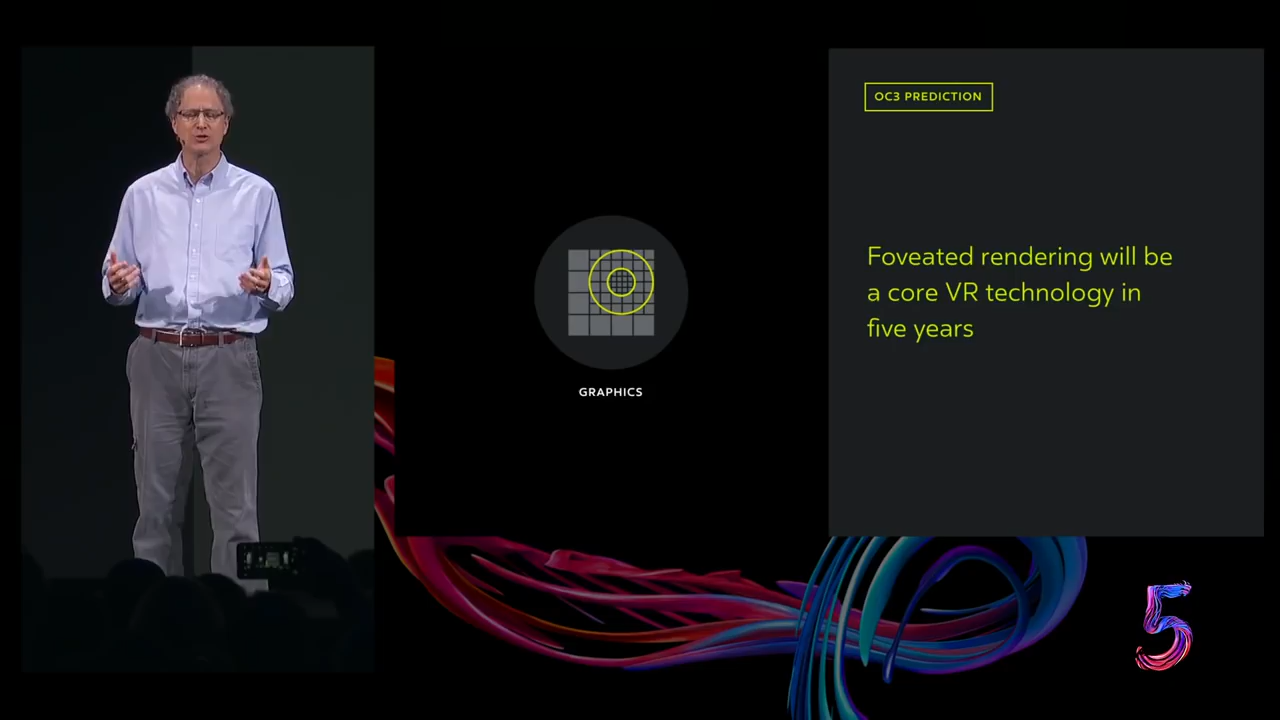 OC3 PREDICTION
Foveated rendering will be
a core VR technology in
five years
GRAPHICS
5